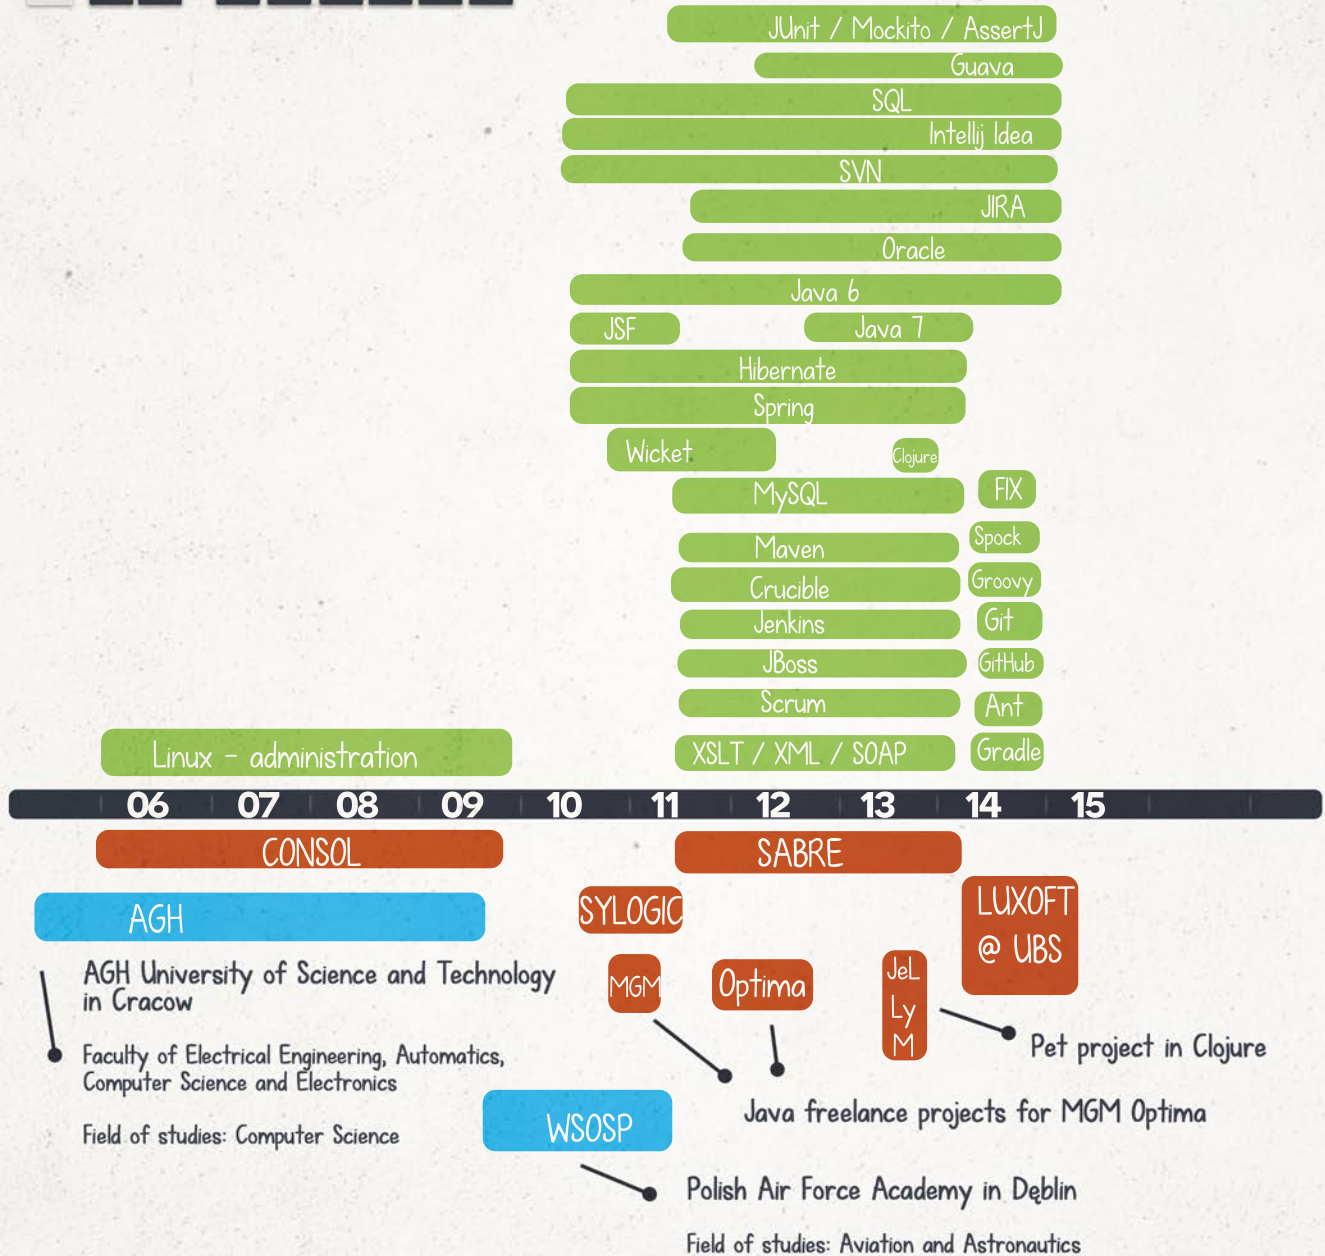 JUnit / Mockito / AssertJ
Guava
SQL
Intellij Idea
SVN
JIRA
Oracle
Java 6
JSF
Java 7
Hibernate
Spring
Wicket
Clojure
MySQL
FIX
Spock
Maven
Groovy
Crucible
Git
Jenkins
GitHub
JBoss
Ant
Scrum
Gradle
XSLT / XML / SOAP
Linux - administration
06 07 08 09 10 11 12 13 14 15
CONSOL
SABRE
AGH
SYLOGIC
LUXOFT
@ UBS
AGH University of Science and Technology
in Cracow
MGM
Optima
JeL
Ly
M
Faculty of Electrical Engineering, Automatics,
Computer Science and Electronics
Pet project in Clojure
Java freelance projects for MGM Optima
Field of studies: Computer Science
WSOSP
Polish Air Force Academy in Dęblin
Field of studies: Aviation and Astronautics